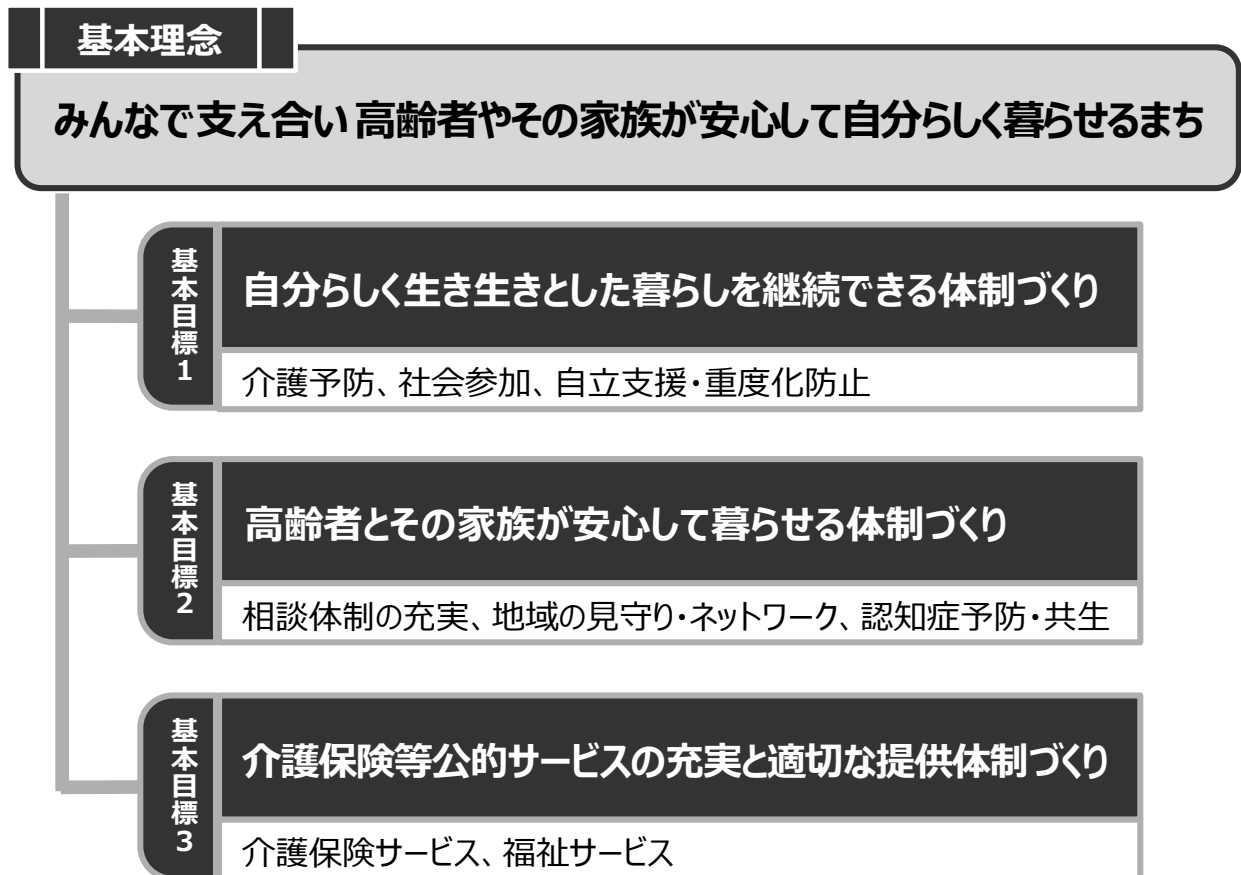 基本理念
みんなで支え合い 高齢者やその家族が安心して自分らしく暮らせるまち
基本目標1
自分らしく生き生きとした暮らしを継続できる体制づくり
介護予防、社会参加、自立支援・重度化防止
基本目標2
高齢者とその家族が安心して暮らせる体制づくり
相談体制の充実、地域の見守り・ネットワーク、認知症予防・共生
基本目標3
介護保険等公的サービスの充実と適切な提供体制づくり
介護保険サービス、福祉サービス